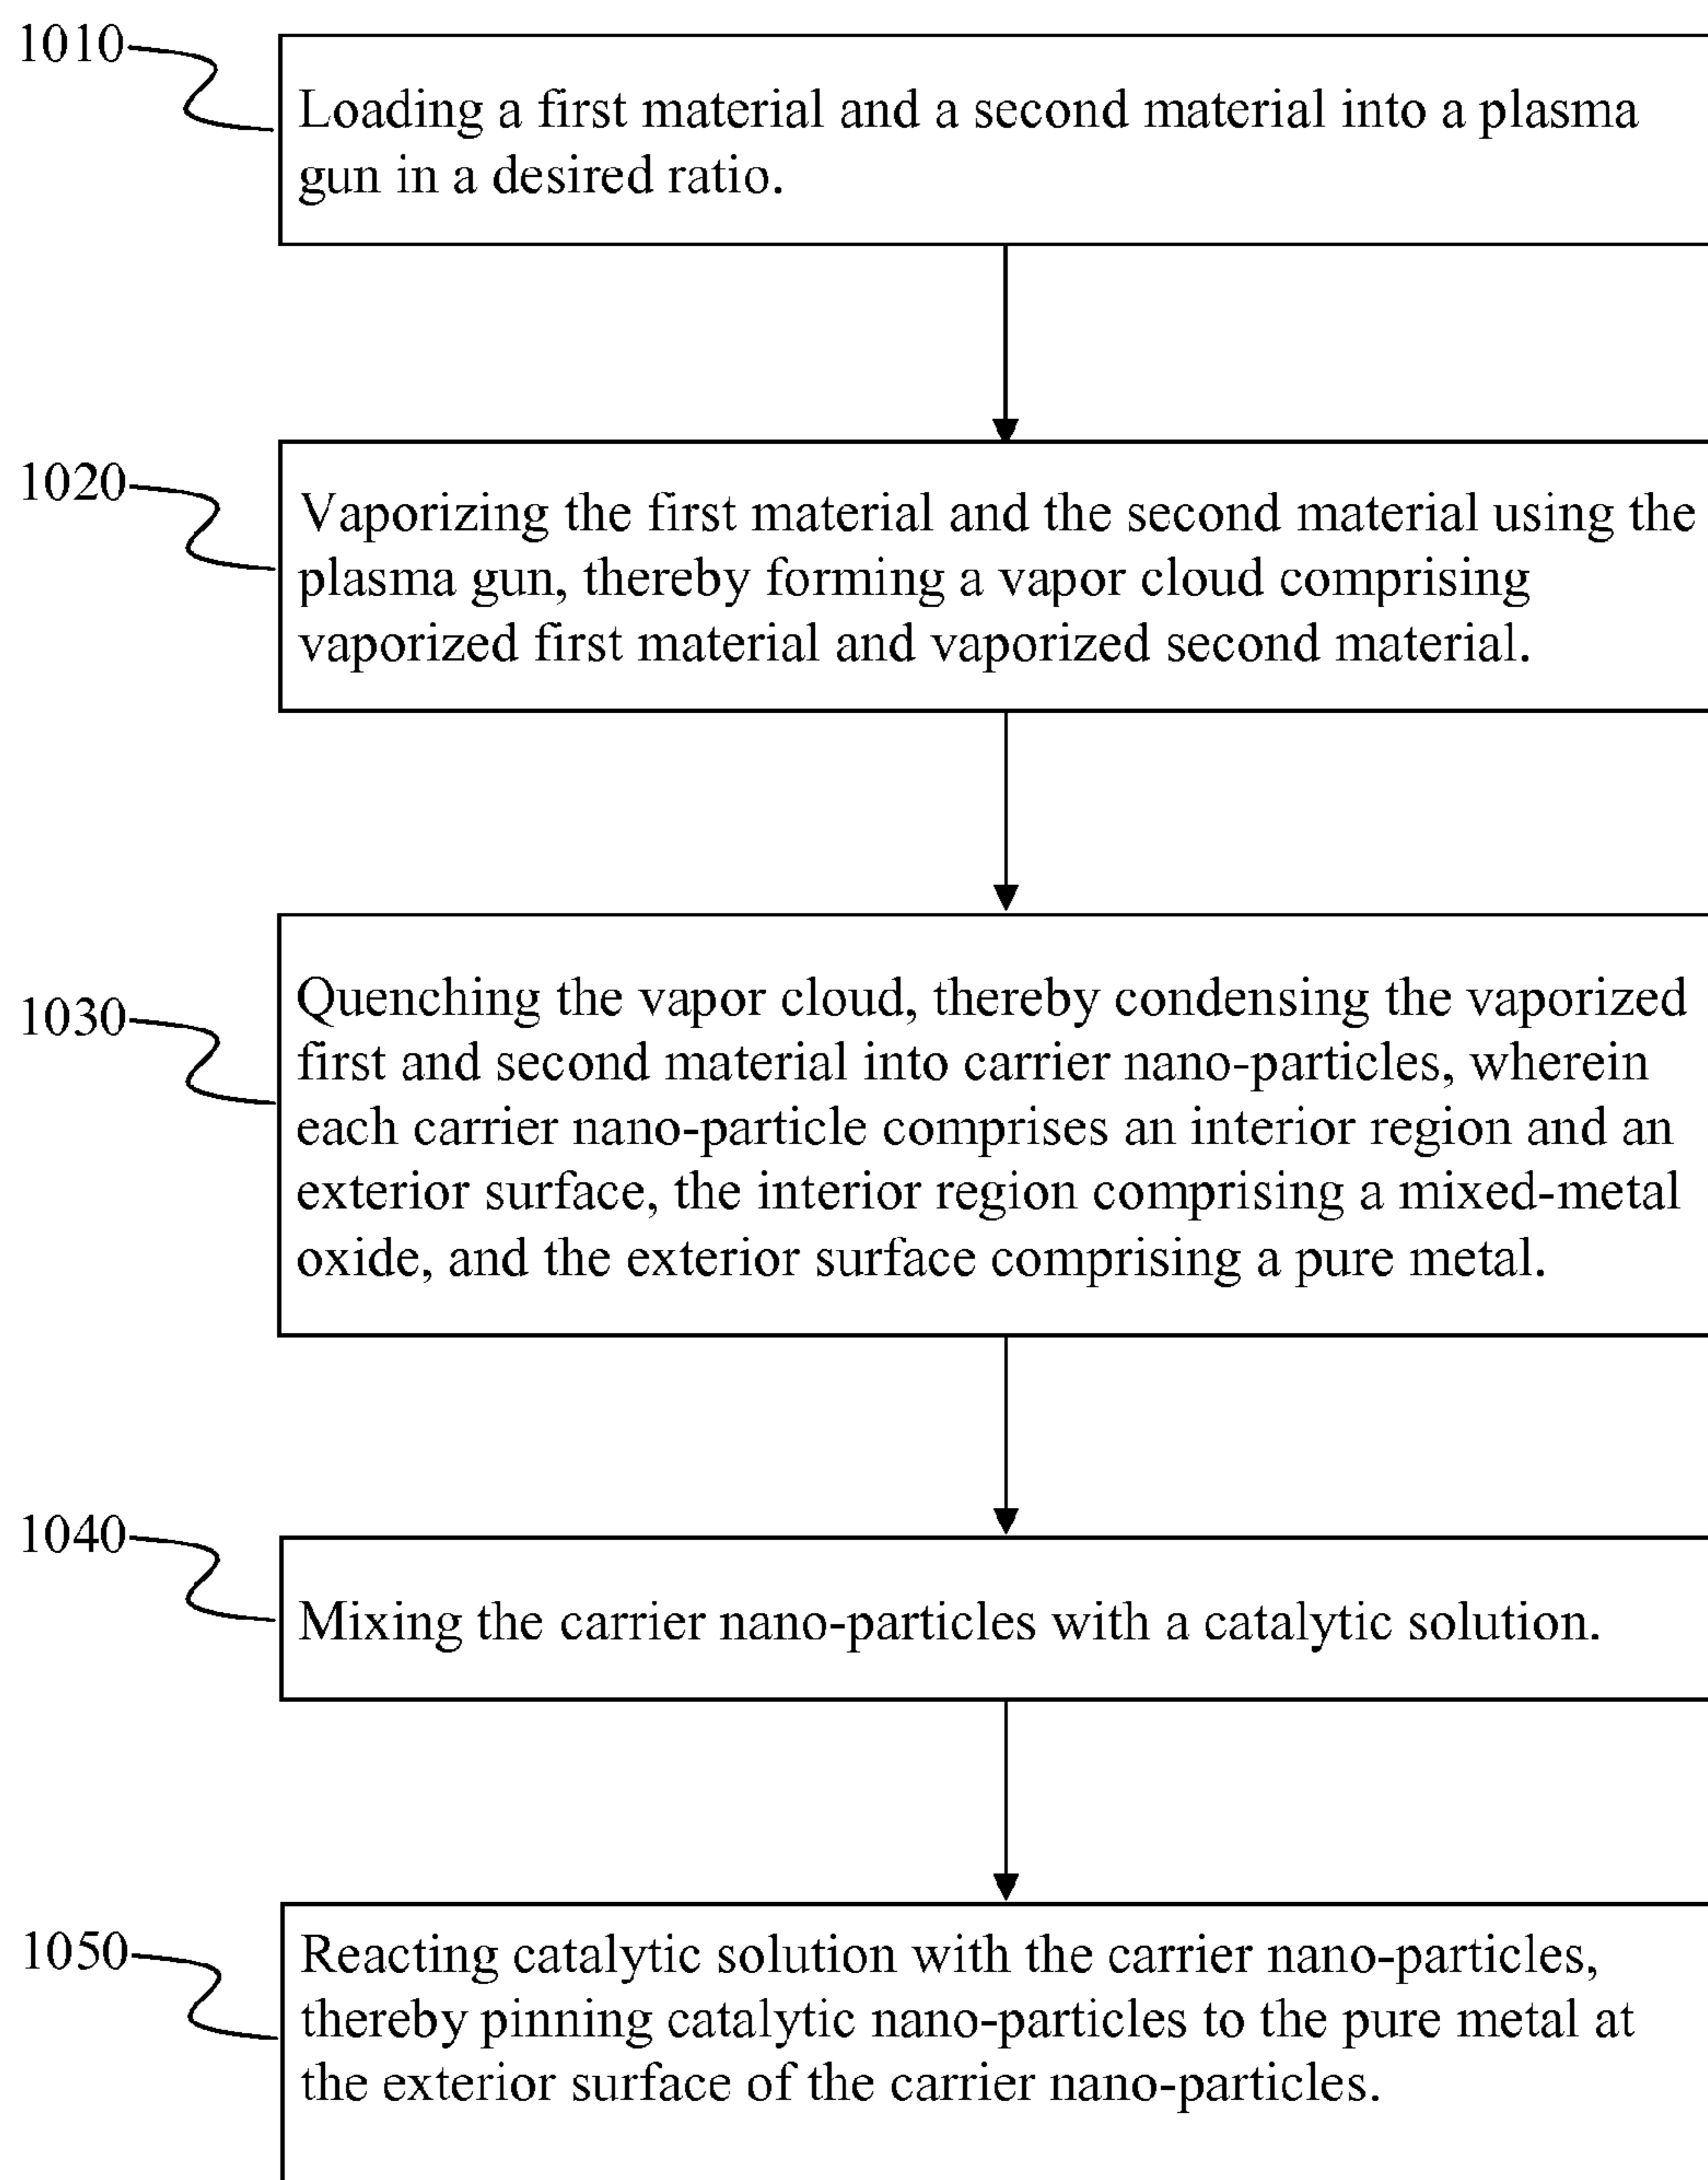 1010
Loading a first material and a second material into a plasma
gun in a desired ratio.
1020
Vaporizing the first material and the second material using the
plasma gun, thereby forming a vapor cloud comprising
vaporized first material and vaporized second material.
1030
Quenching the vapor cloud, thereby condensing the vaporized
first and second material into carrier nano-particles, wherein
each carrier nano-particle comprises an interior region and an
exterior surface, the interior region comprising a mixed-metal
oxide, and the exterior surface comprising a pure metal.
1040
Mixing the carrier nano-particles with a catalytic solution.
1050
Reacting catalytic solution with the carrier nano-particles,
thereby pinning catalytic nano-particles to the pure metal at
the exterior surface of the carrier nano-particles.